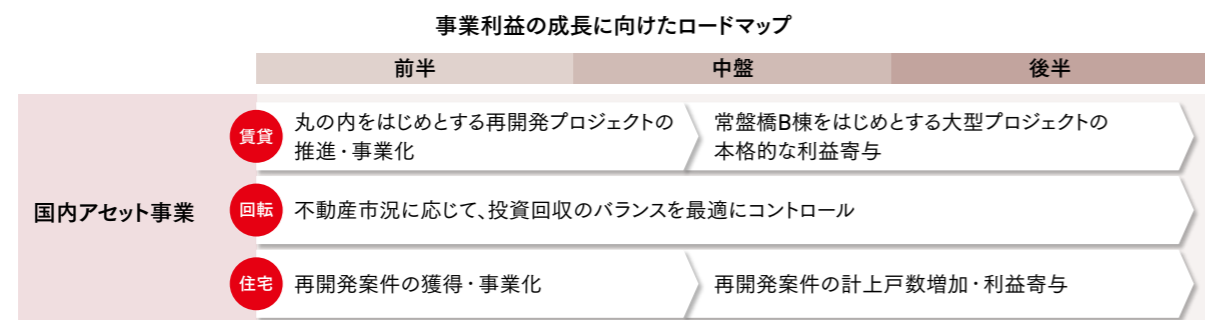 事業利益の成長に向けたロードマップ
前半
中盤
後半
国内アセット事業
賃貸
丸の内をはじめとする再開発プロジェクトの
推進・事業化
常盤橋B棟をはじめとする大型プロジェクトの
本格的な利益寄与
回転
不動産市況に応じて、投資回収のバランスを最適にコントロール
住宅
再開発案件の獲得・事業化
再開発案件の計上戸数増加・利益寄与